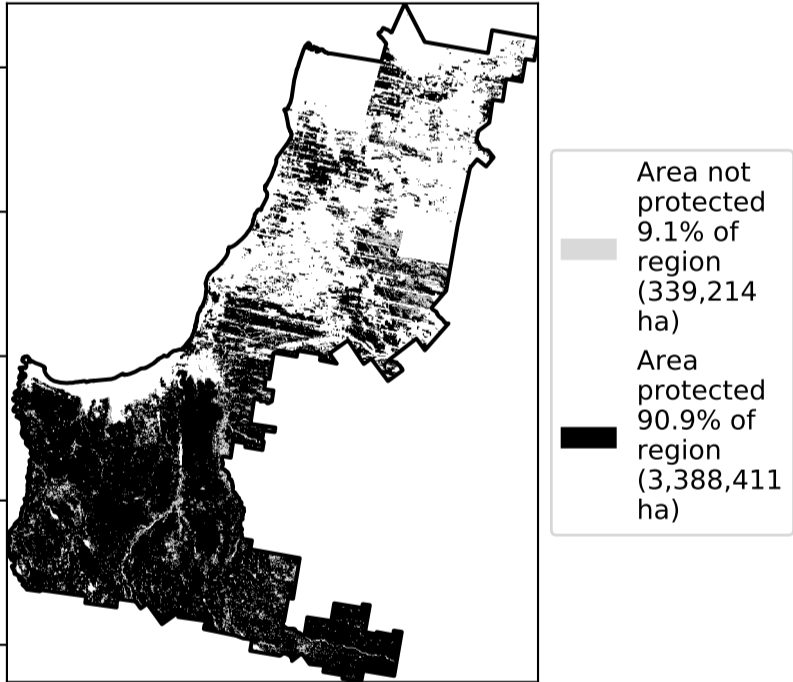 Area not
protected
9.1% of
region
(339,214
ha)
Area
protected
90.9% of
region
(3,388,411
ha)